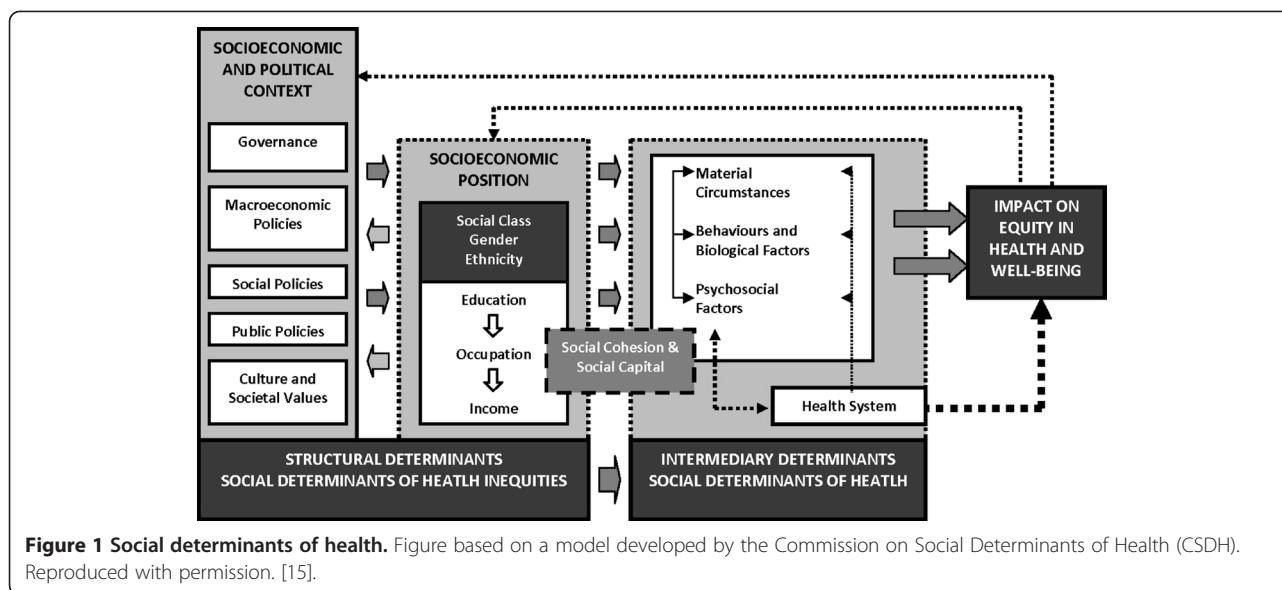 SOCIOECONOMIC
AND POLITICAL
CONTEXT
Governance
Macroeconomic
Policies
Social Policies
Public Policies
Culture and
Societal Values
SOCIOECONOMIC
POSITION
Social Class
Gender
Ethnicity
Education
Occupation
Income
Social Cohesion &
Social Capital
Material
Circumstances
Behaviours and
Biological Factors
Psychosocial
Factors
Health System
IMPACT ON
EQUITY IN
HEALTH AND
WELL-BEING
STRUCTURAL DETERMINANTS
SOCIAL DETERMINANTS OF HEATLH INEQUITIES
INTERMEDIARY DETERMINANTS
SOCIAL DETERMINANTS OF HEATLH
Figure 1 Social determinants of health. Figure based on a model developed by the Commission on Social Determinants of Health (CSDH).
Reproduced with permission. [15].